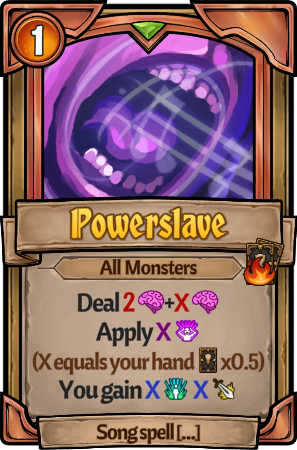 1
Powerslave
All Monsters
Deal 2 +X
Apply X
(X equals your hand x0.5)
You gain X X
Song spell [...]